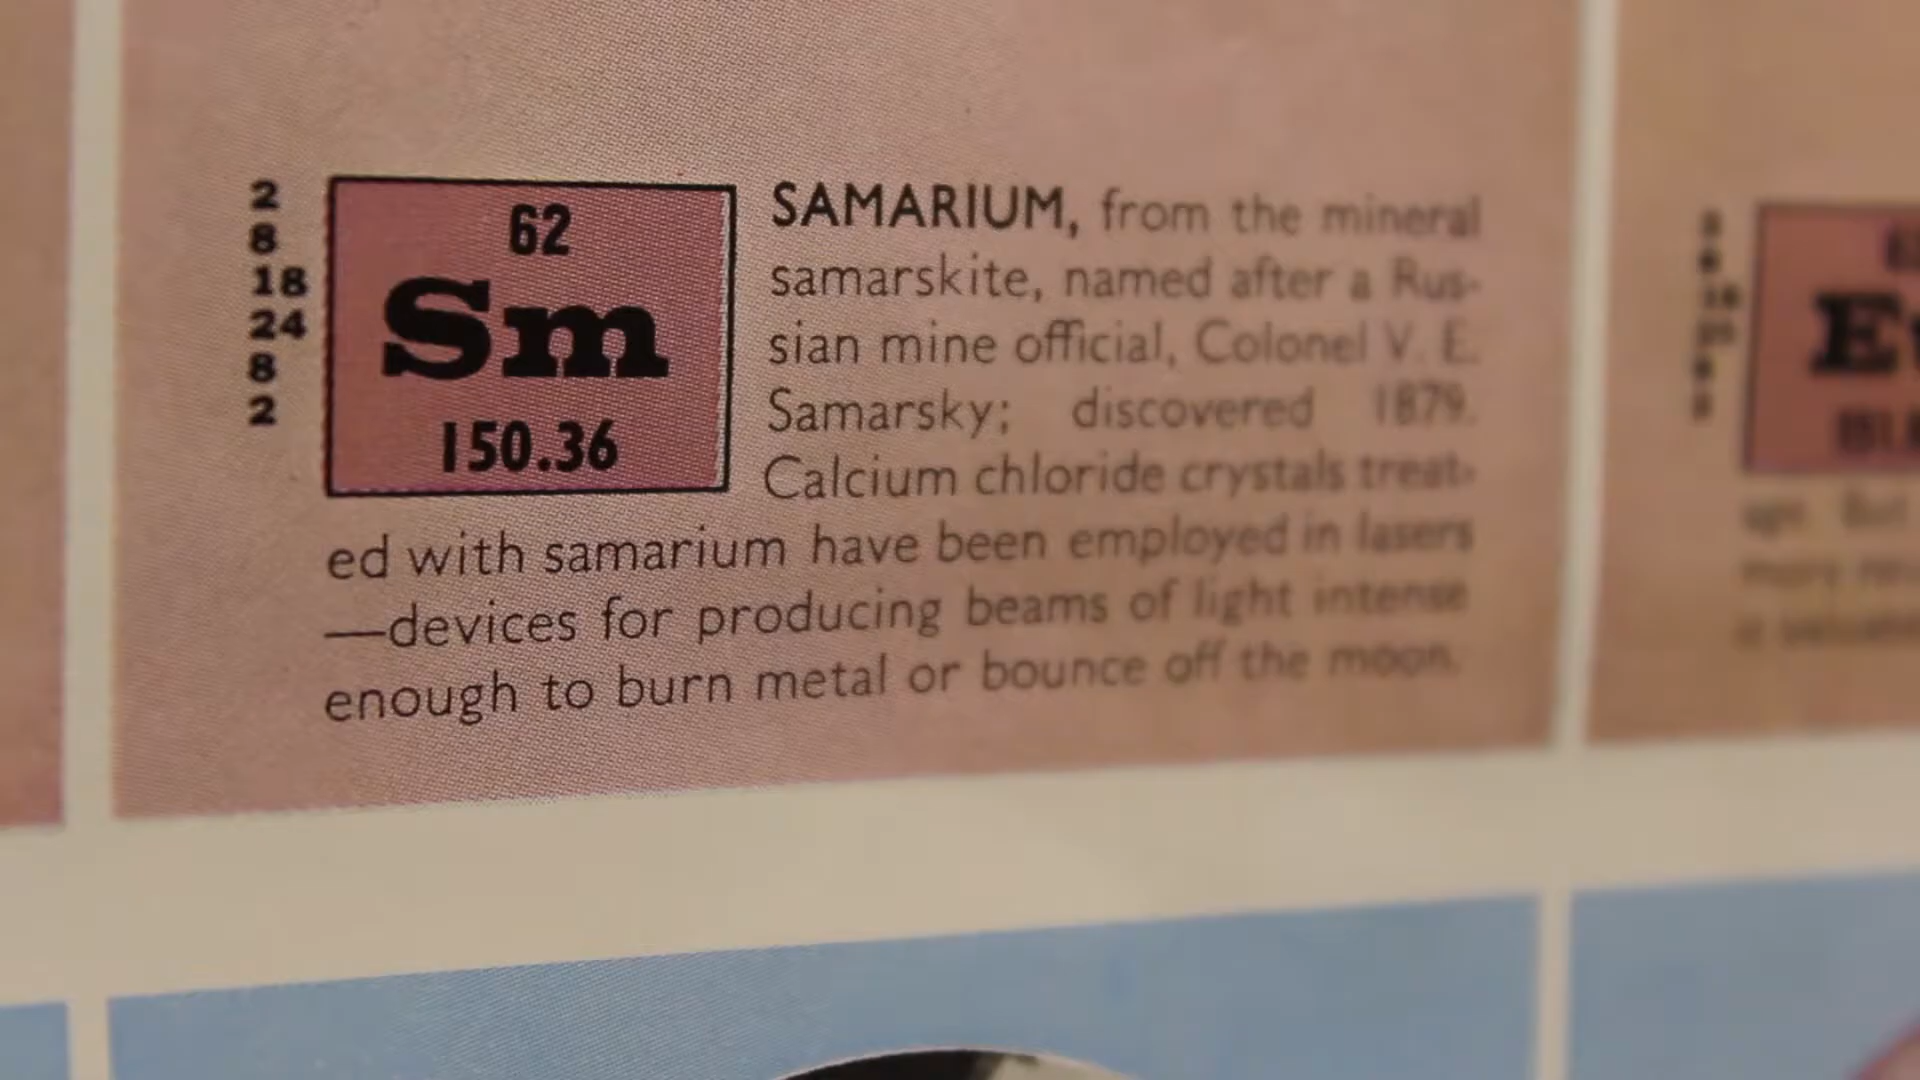 2
8
18
24
8
2
62
Sm
150.36
SAMARIUM, from the mineral
samarskite, named after a Rus-
sian mine official, Colonel V. E.
Samarsky; discovered 1879.
Calcium chloride crystals treat-
ed with samarium have been employed in lasers
—devices for producing beams of light intense
enough to burn metal or bounce off the moon.